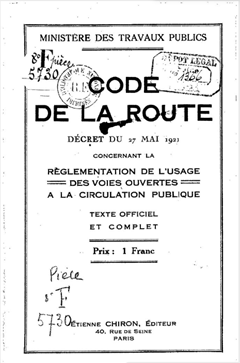 MINISTÈRE DES TRAVAUX PUBLICS
8° F pièce
5730
DÉPOT LÉGAL
CODE
DE LA ROUTE
DÉCRET DU 27 MAI 1921
CONCERNANT LA
RÈGLEMENTATION DE L'USAGE
DES VOIES OUVERTES
A LA CIRCULATION PUBLIQUE
TEXTE OFFICIEL
ET COMPLET
Prix : 1 Franc
Pièce
8° F
5730
ÉTIENNE CHIRON, ÉDITEUR
40, RUE DE SEINE
PARIS